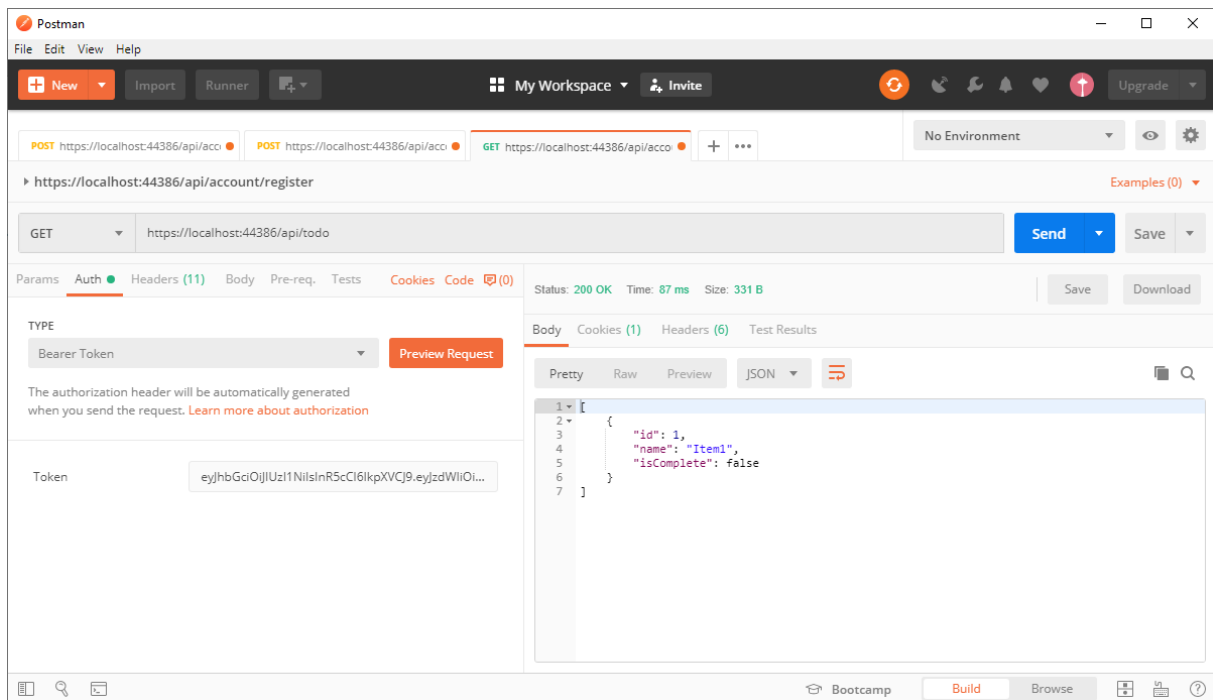 Postman
File Edit View Help
New Import Runner My Workspace Invite Upgrade
POST https://localhost:44386/api/acc POST https://localhost:44386/api/acc GET https://localhost:44386/api/acco No Environment
https://localhost:44386/api/account/register Examples (0)
GET https://localhost:44386/api/todo Send Save
Params Auth Headers (11) Body Pre-req. Tests Cookies Code (0)
Status: 200 OK Time: 87 ms Size: 331 B Save Download
TYPE
Bearer Token Preview Request
The authorization header will be automatically generated
when you send the request. Learn more about authorization
Token
Body Cookies (1) Headers (6) Test Results
Pretty Raw Preview JSON
1 [
2 {
3 "id": 1,
4 "name": "Item1",
5 "isComplete": false
6 }
7 ]
Bootcamp Build Browse